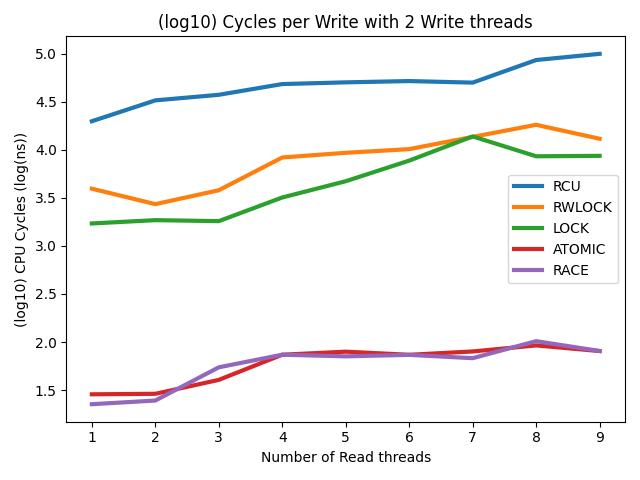 (log10) Cycles per Write with 2 Write threads
(log10) CPU Cycles (log(ns))
5.0
4.5
4.0
3.5
3.0
2.5
2.0
1.5
RCU
RWLOCK
LOCK
ATOMIC
RACE
1 2 3 4 5 6 7 8 9
Number of Read threads